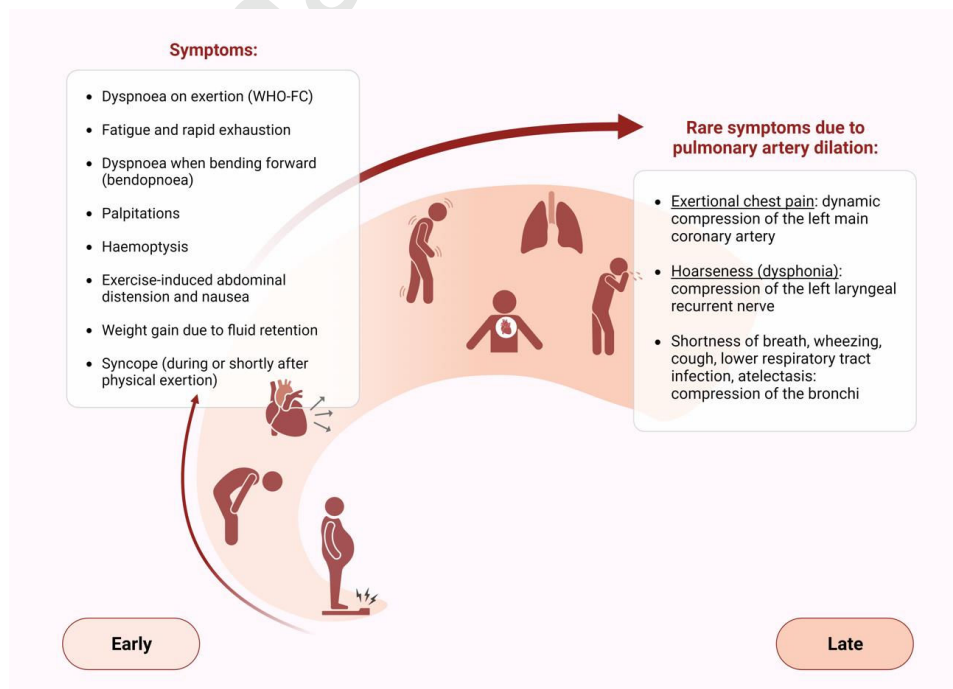 Symptoms:
• Dyspnoea on exertion (WHO-FC)
• Fatigue and rapid exhaustion
• Dyspnoea when bending forward
(bendopnoea)
• Palpitations
• Haemoptysis
• Exercise-induced abdominal
distension and nausea
• Weight gain due to fluid retention
• Syncope (during or shortly after
physical exertion)
Rare symptoms due to
pulmonary artery dilation:
• Exertional chest pain: dynamic
compression of the left main
coronary artery
• Hoarseness (dysphonia):
compression of the left laryngeal
recurrent nerve
• Shortness of breath, wheezing,
cough, lower respiratory tract
infection, atelectasis:
compression of the bronchi
Early
Late